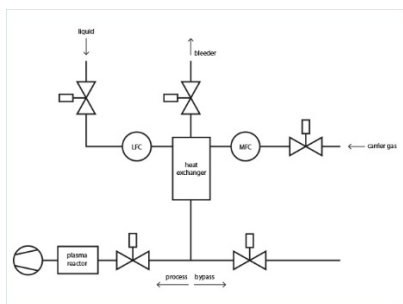 liquid
bleeder
LFC
heat
exchanger
MFC
carrier gas
plasma
reactor
process bypass